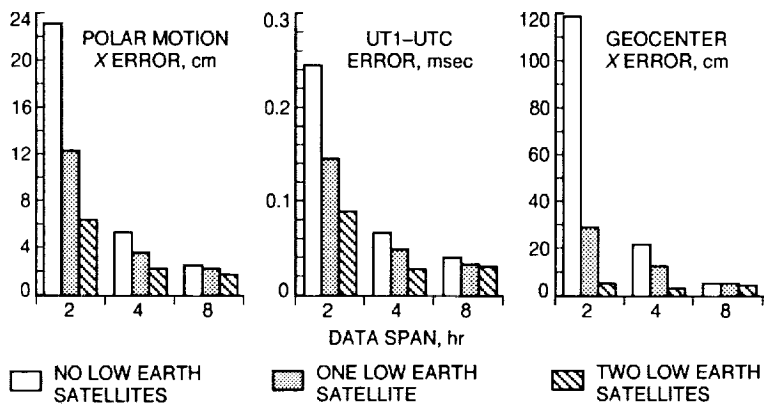 POLAR MOTION
X ERROR, cm
24
20
16
12
8
4
0
2 4 8
UT1–UTC
ERROR, msec
0.3
0.2
0.1
0
2 4 8
GEOCENTER
X ERROR, cm
120
100
80
60
40
20
0
2 4 8
DATA SPAN, hr
NO LOW EARTH
SATELLITES
ONE LOW EARTH
SATELLITE
TWO LOW EARTH
SATELLITES